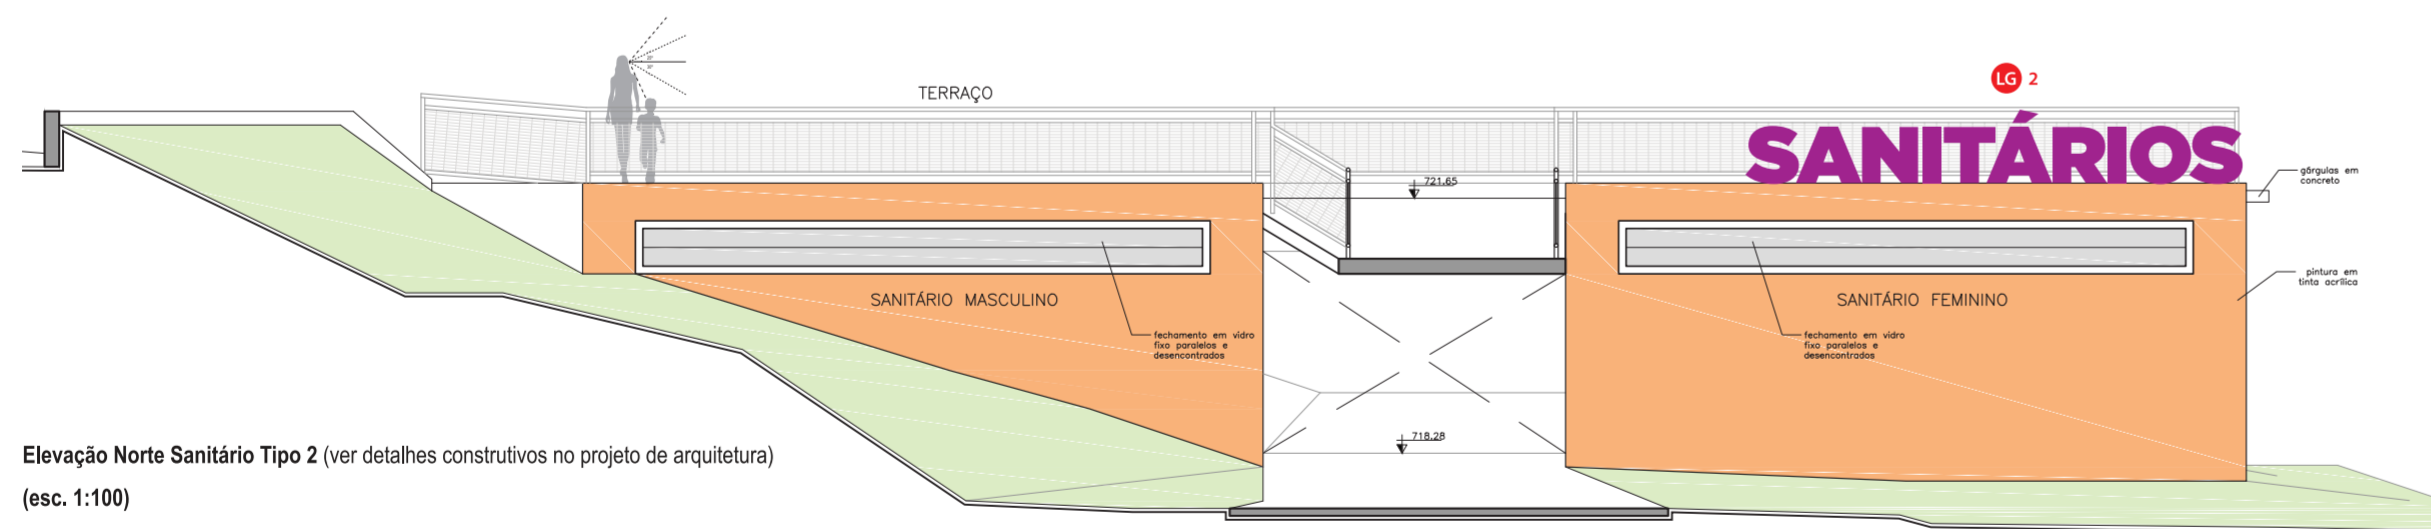 TERRAÇO
LG 2
SANITÁRIOS
721.65
gárgulas em
concreto
SANITÁRIO MASCULINO
SANITÁRIO FEMININO
pintura em
tinta acrílica
fechamento em vidro
fixo paralelos e
desencontrados
fechamento em vidro
fixo paralelos e
desencontrados
718.28
Elevação Norte Sanitário Tipo 2 (ver detalhes construtivos no projeto de arquitetura)
(esc. 1:100)